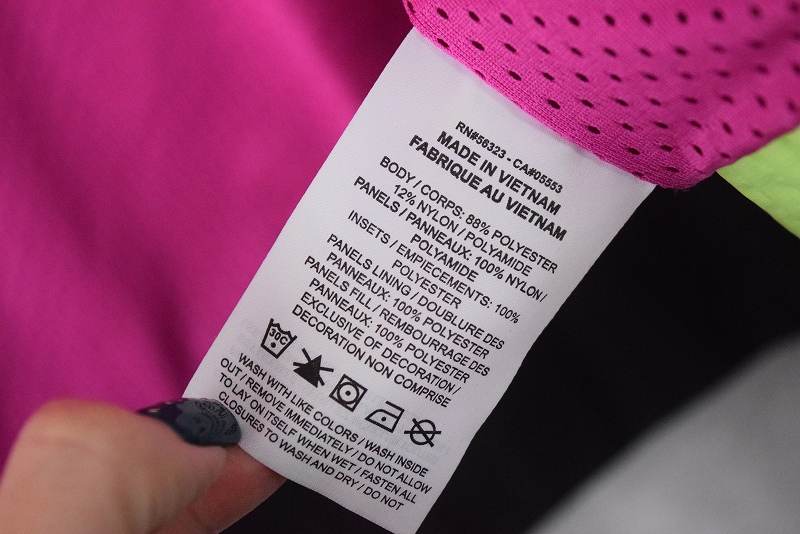 RN#56323 - CA#05553
MADE IN VIETNAM
FABRIQUE AU VIETNAM
BODY / CORPS: 88% POLYESTER
12% NYLON / POLYAMIDE
PANELS / PANNEAUX: 100% NYLON /
POLYAMIDE
INSETS / EMPIECEMENTS: 100%
POLYESTER
PANELS LINING / DOUBLURE DES
PANNEAUX: 100% POLYESTER
PANELS FILL / REMBOURRAGE DES
PANNEAUX: 100% POLYESTER
EXCLUSIVE OF DECORATION /
DECORATION NON COMPRISE
30C
WASH WITH LIKE COLORS / WASH INSIDE
OUT / REMOVE IMMEDIATELY / DO NOT ALLOW
TO LAY ON ITSELF WHEN WET / FASTEN ALL
CLOSURES TO WASH AND DRY / DO NOT